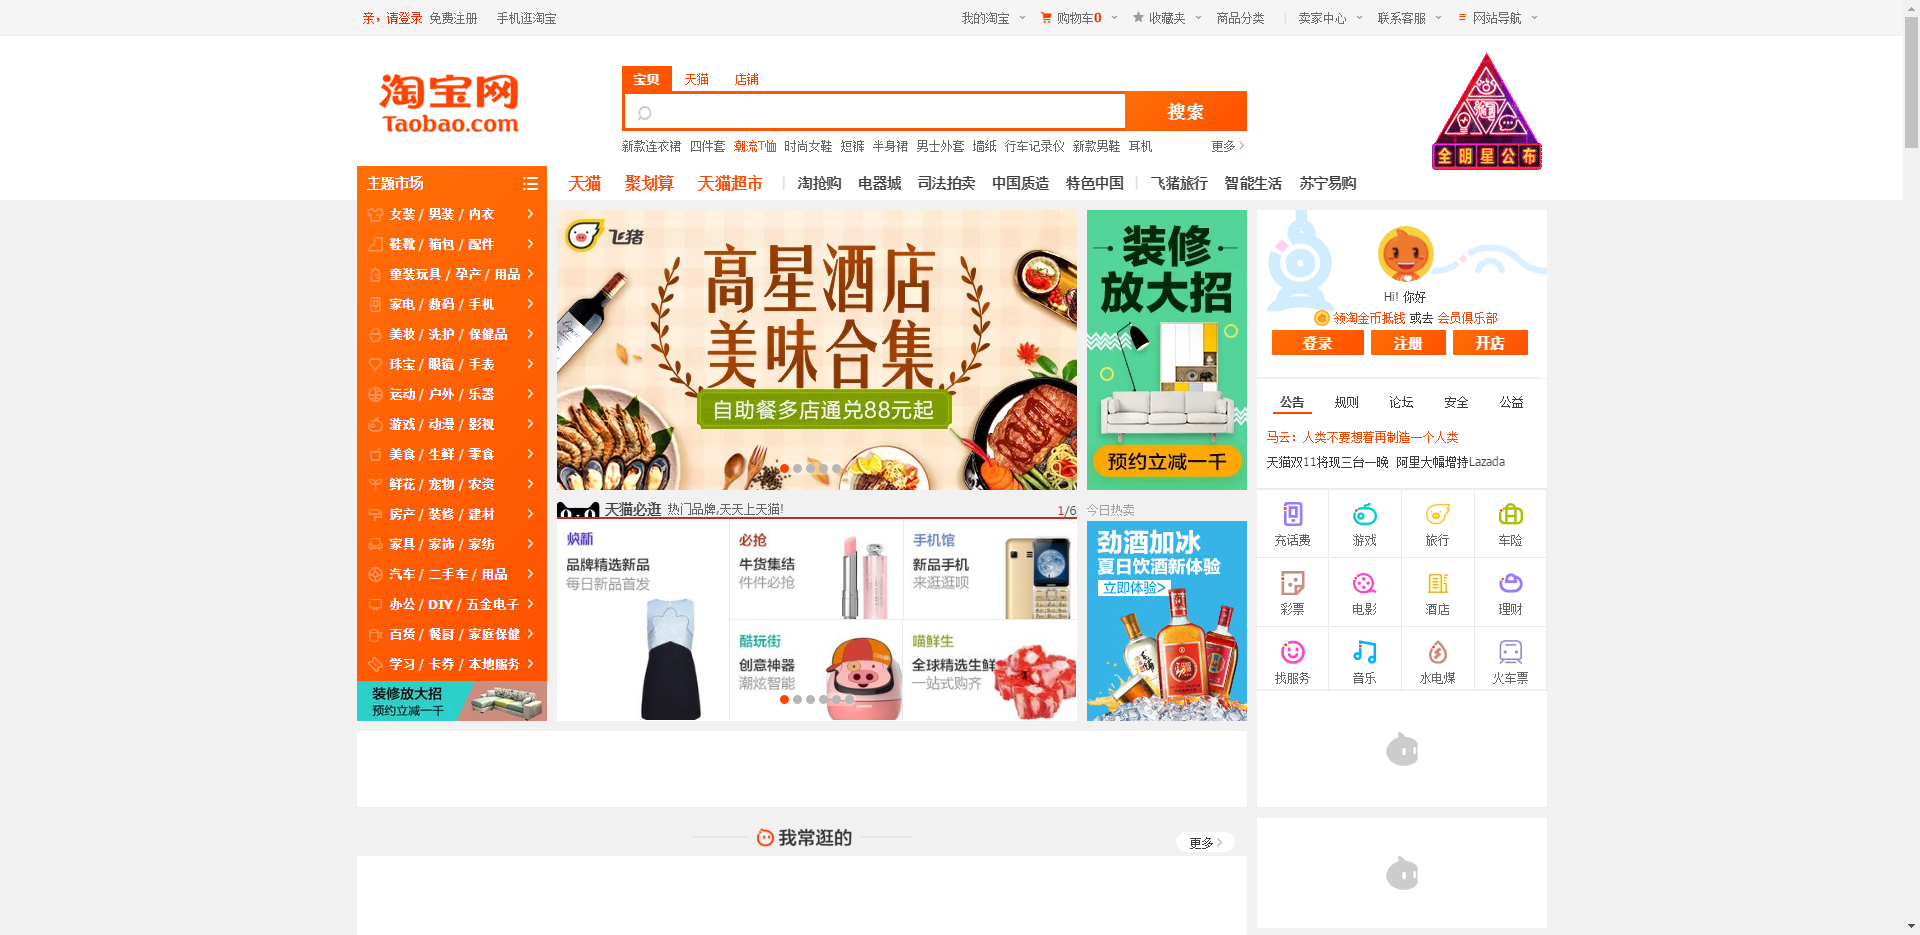 亲，请登录 免费注册 手机逛淘宝
我的淘宝 购物车0 收藏夹 商品分类 卖家中心 联系客服 网站导航
淘宝网
Taobao.com
宝贝 天猫 店铺
搜索
新款连衣裙 四件套 潮流T恤 时尚女鞋 短裤 半身裙 男士外套 墙纸 行车记录仪 新款男鞋 耳机 更多
淘
全明星公布
主题市场
天猫 聚划算 天猫超市 淘抢购 电器城 司法拍卖 中国质造 特色中国 飞猪旅行 智能生活 苏宁易购
女装 / 男装 / 内衣
鞋靴 / 箱包 / 配件
童装玩具 / 孕产 / 用品
家电 / 数码 / 手机
美妆 / 洗护 / 保健品
珠宝 / 眼镜 / 手表
运动 / 户外 / 乐器
游戏 / 动漫 / 影视
美食 / 生鲜 / 零食
鲜花 / 宠物 / 农资
房产 / 装修 / 建材
家具 / 家饰 / 家纺
汽车 / 二手车 / 用品
办公 / DIY / 五金电子
百货 / 餐厨 / 家庭保健
学习 / 卡券 / 本地服务
装修放大招
预约立减一千
飞猪
高星酒店
美味合集
自助餐多店通兑88元起
装修
放大招
预约立减一千
Hi! 你好
领淘金币抵钱 或去 会员俱乐部
登录 注册 开店
公告 规则 论坛 安全 公益
马云：人类不要想着再制造一个人类
天猫双11将现三台一晚 阿里大幅增持Lazada
天猫必逛 热门品牌,天天上天猫! 1/6
今日热卖
焕新
品牌精选新品
每日新品首发
必抢
牛货集结
件件必抢
手机馆
新品手机
来逛逛呗
酷玩街
创意神器
潮炫智能
喵鲜生
全球精选生鲜
一站式购齐
劲酒加冰
夏日饮酒新体验
立即体验>
充话费 游戏 旅行 车险
彩票 电影 酒店 理财
找服务 音乐 水电煤 火车票
我常逛的
更多